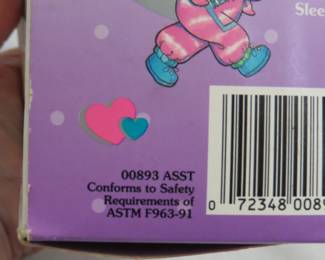 Slee
00893 ASST
Conforms to Safety
Requirements of
ASTM F963-91
0 72348 0089